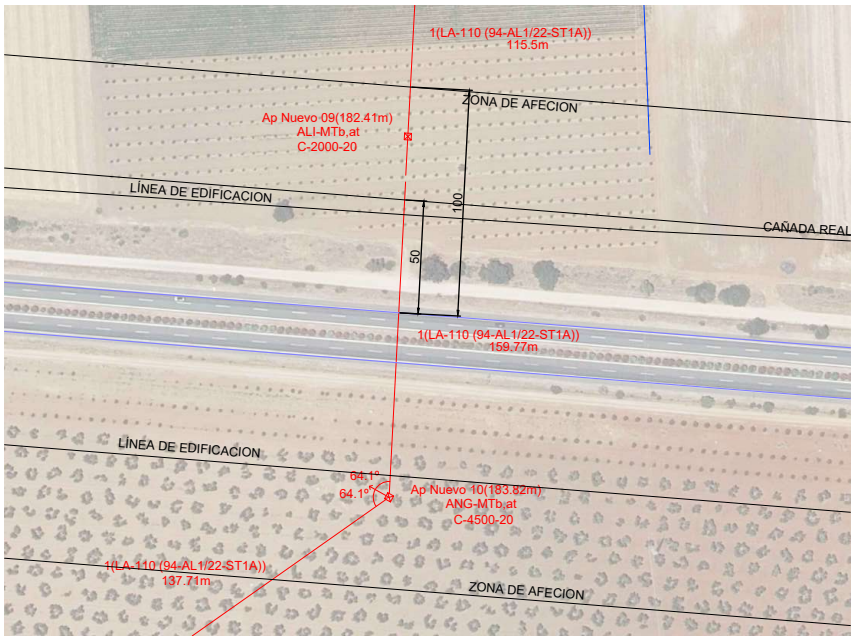 1(LA-110 (94-AL1/22-ST1A))
115.5m
ZONA DE AFECION
Ap Nuevo 09(182.41m)
ALI-MTb,at
C-2000-20
LÍNEA DE EDIFICACION
100
CAÑADA REAL
50
1(LA-110 (94-AL1/22-ST1A))
159.77m
LÍNEA DE EDIFICACION
64.1°
64.1°
Ap Nuevo 10(183.82m)
ANG-MTb,at
C-4500-20
1(LA-110 (94-AL1/22-ST1A))
137.71m
ZONA DE AFECION